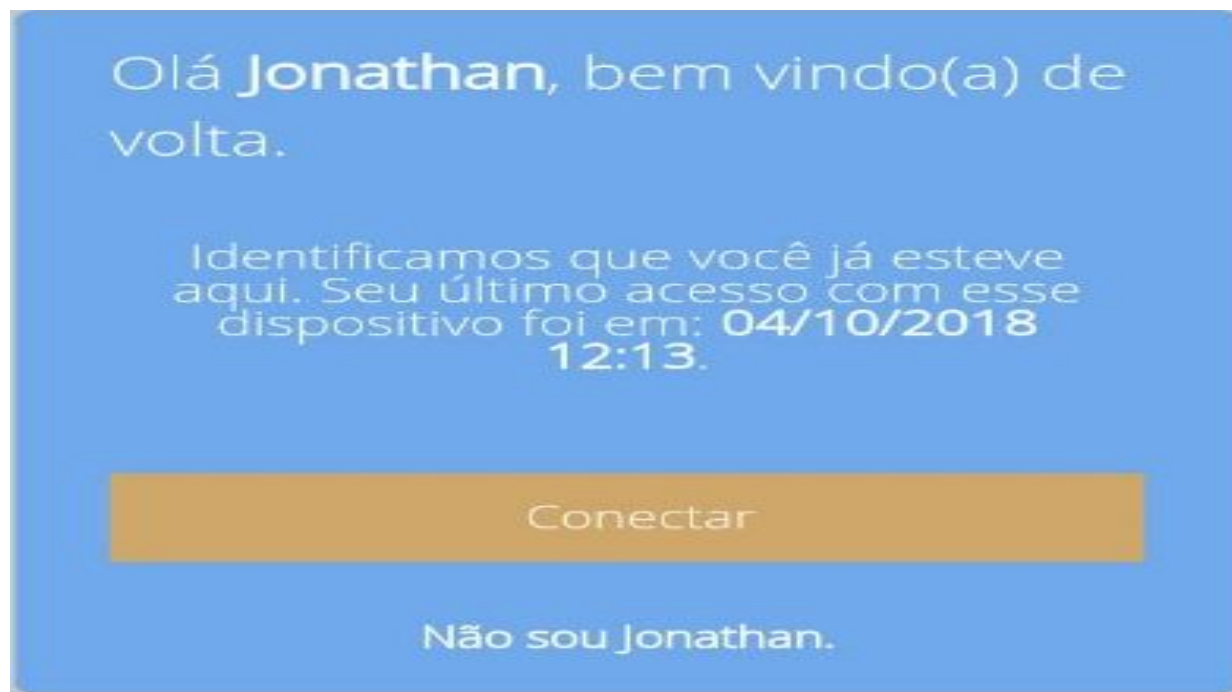 Olá Jonathan, bem vindo(a) de
volta.
Identificamos que você já esteve
aqui. Seu último acesso com esse
dispositivo foi em: 04/10/2018
12:13.
Conectar
Não sou Jonathan.